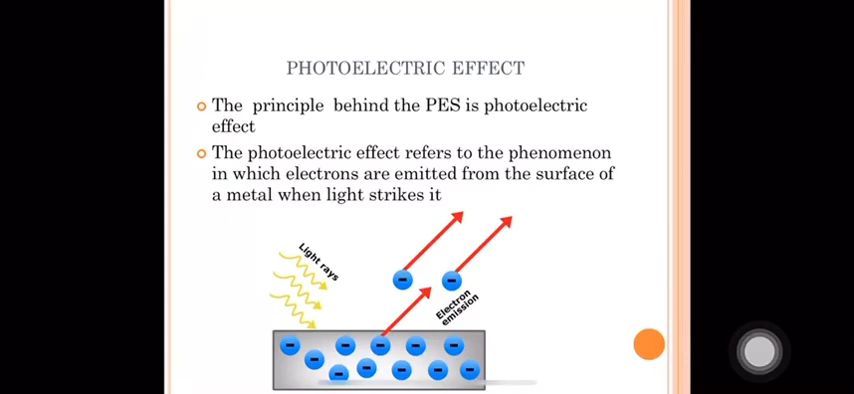 PHOTOELECTRIC EFFECT
The principle behind the PES is photoelectric
effect
The photoelectric effect refers to the phenomenon
in which electrons are emitted from the surface of
a metal when light strikes it
Light rays
Electron
emission